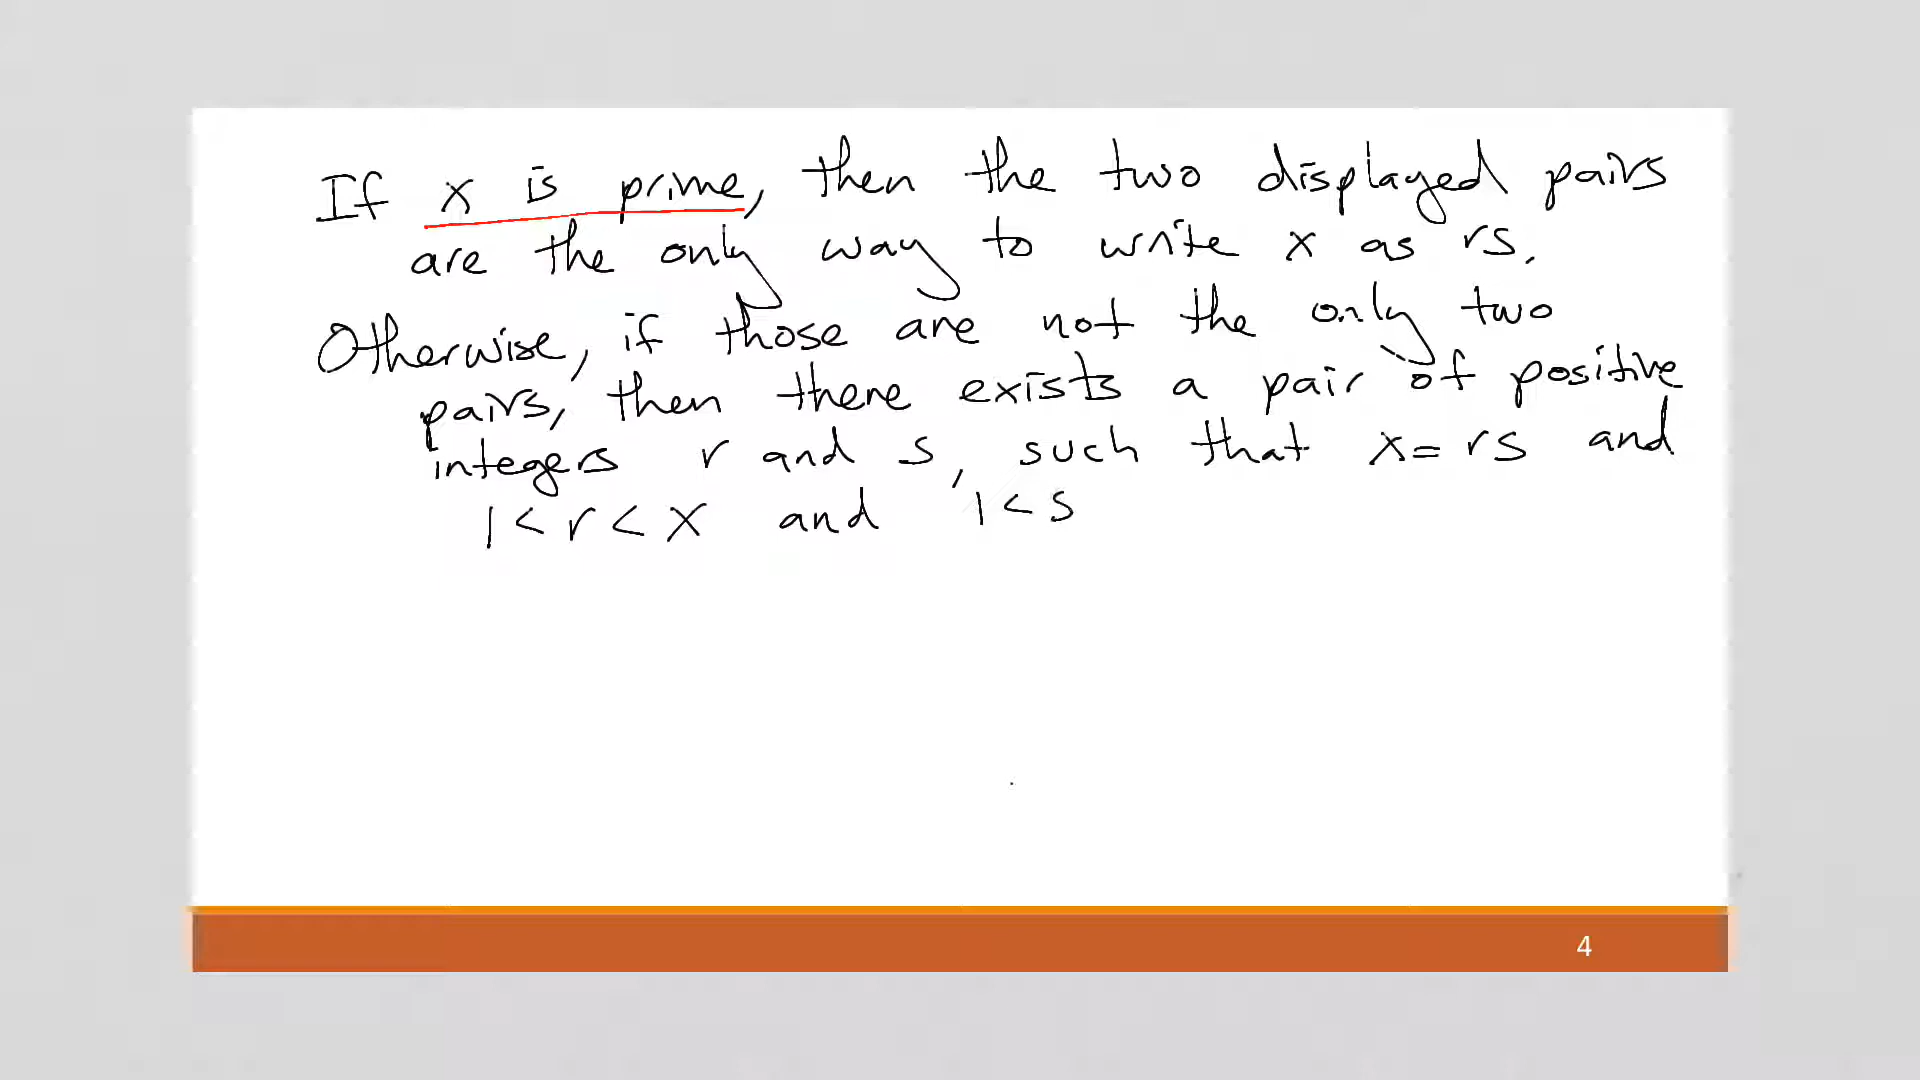 If x is prime, then the two displayed pairs
are the only way to write x as rs.
Otherwise, if those are not the only two
pairs, then there exists a pair of positive
integers r and s, such that x = rs and
1 < r < x and 1 < s
4